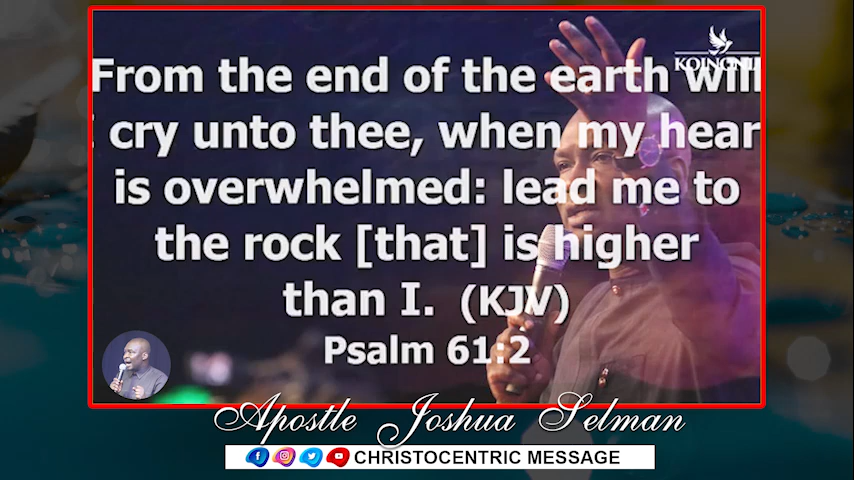 KOINONI
From the end of the earth will
cry unto thee, when my hear
is overwhelmed: lead me to
the rock [that] is higher
than I. (KJV)
Psalm 61:2
Apostle Joshua Selman
CHRISTOCENTRIC MESSAGE